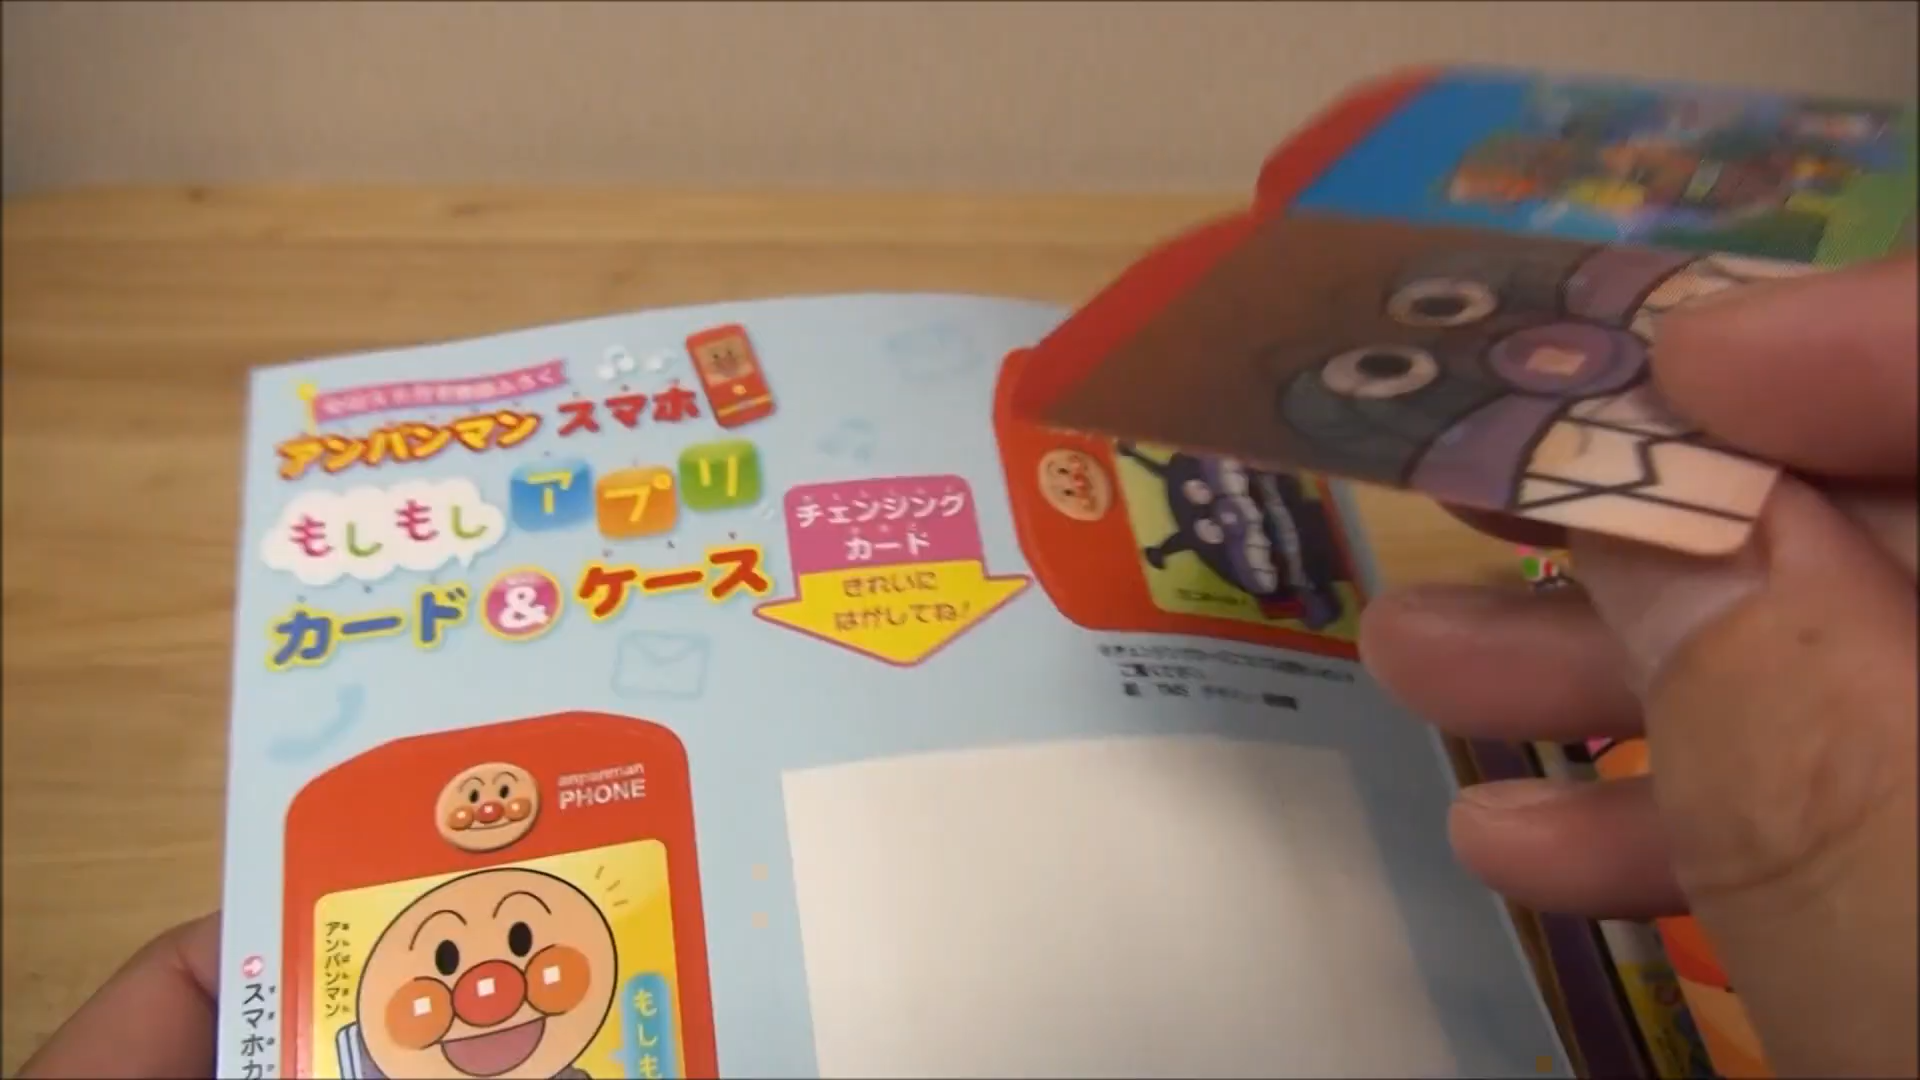 アンパンマン スマホ
もしもし アプリ
カード & ケース
チェンジング
カード
きれいに
はがしてね!
anpanman
PHONE
アンパンマン
もしも
スマホカ